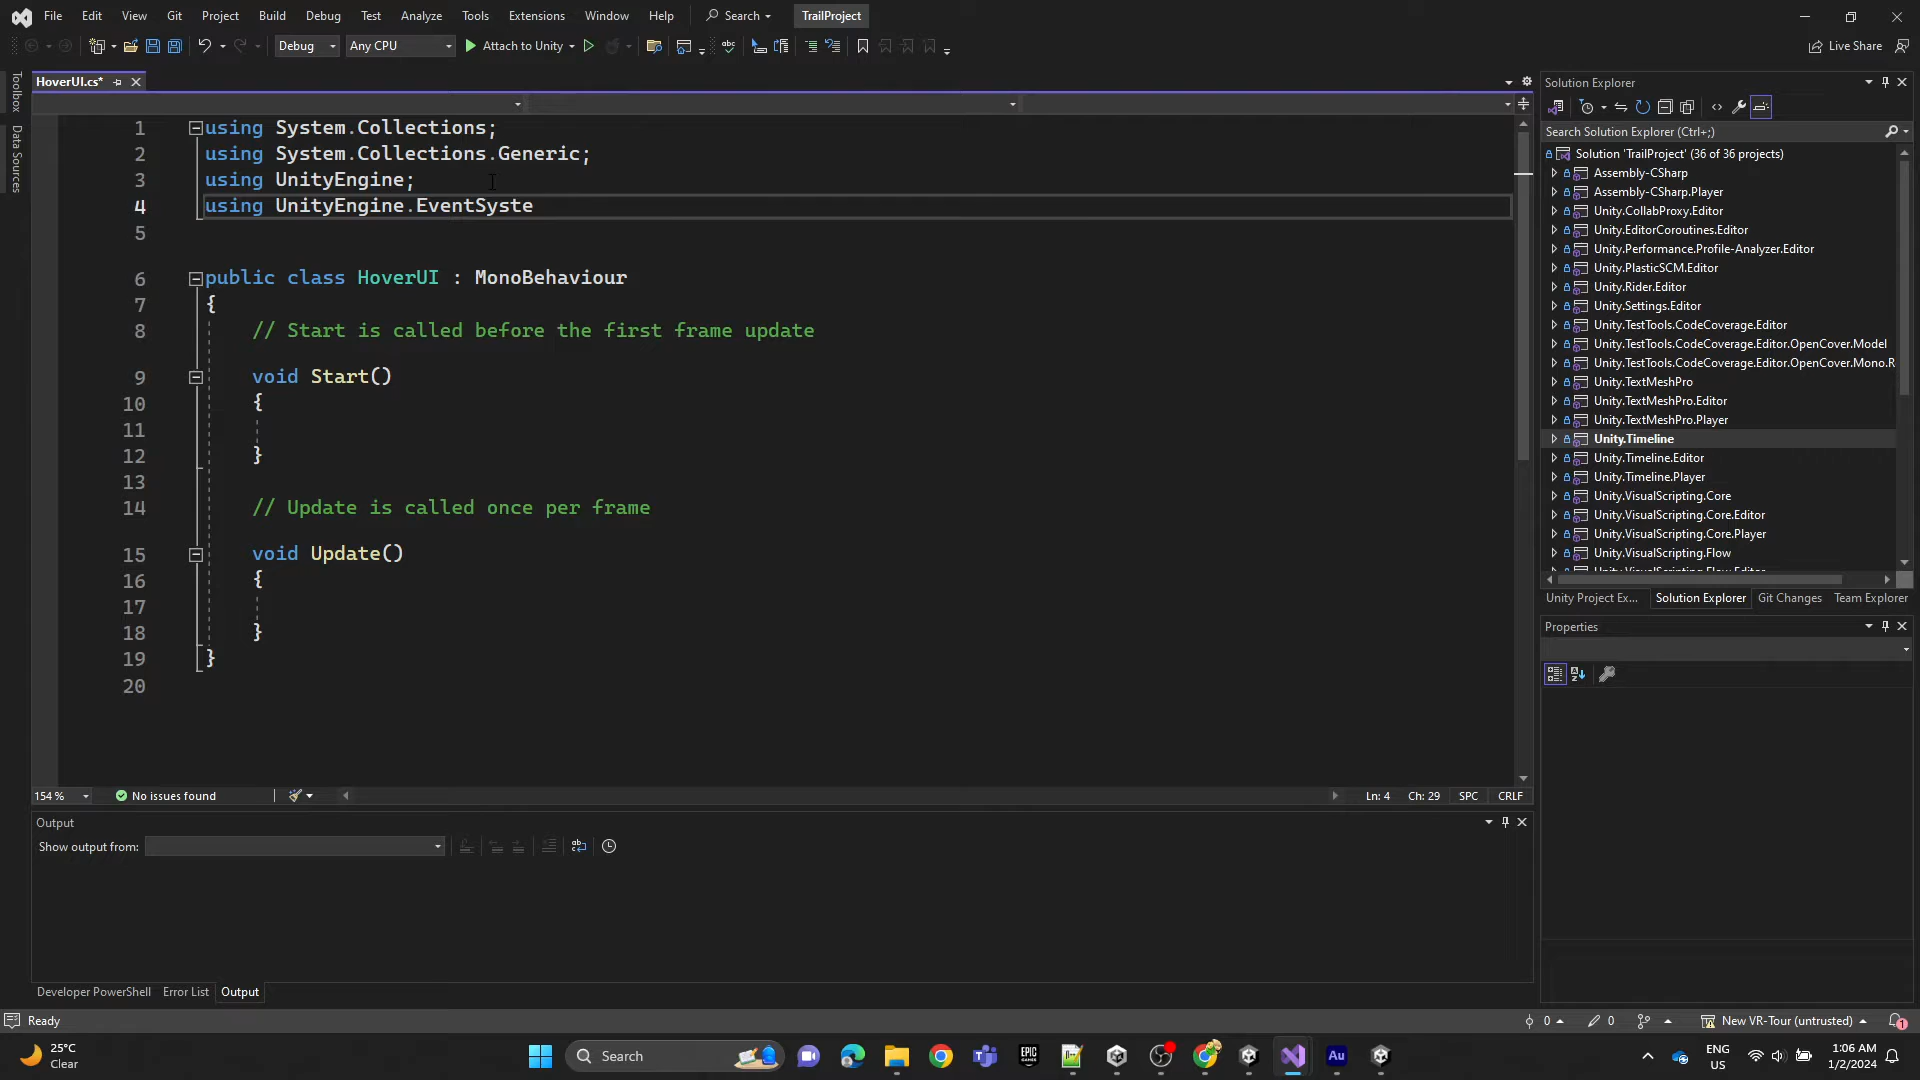 File Edit View Git Project Build Debug Test Analyze Tools Extensions Window Help Search TrailProject
Debug Any CPU Attach to Unity Live Share
Toolbox
Data Sources
HoverUI.cs*
1 using System.Collections;
2 using System.Collections.Generic;
3 using UnityEngine;
4 using UnityEngine.EventSyste
5
6 public class HoverUI : MonoBehaviour
7 {
8 // Start is called before the first frame update
9 void Start()
10 {
11
12 }
13
14 // Update is called once per frame
15 void Update()
16 {
17
18 }
19 }
20
154 % No issues found Ln: 4 Ch: 29 SPC CRLF
Output
Show output from:
Developer PowerShell Error List Output
Solution Explorer
Search Solution Explorer (Ctrl+;)
Solution 'TrailProject' (36 of 36 projects)
Assembly-CSharp
Assembly-CSharp.Player
Unity.CollabProxy.Editor
Unity.EditorCoroutines.Editor
Unity.Performance.Profile-Analyzer.Editor
Unity.PlasticSCM.Editor
Unity.Rider.Editor
Unity.Settings.Editor
Unity.TestTools.CodeCoverage.Editor
Unity.TestTools.CodeCoverage.Editor.OpenCover.Model
Unity.TestTools.CodeCoverage.Editor.OpenCover.Mono.R
Unity.TextMeshPro
Unity.TextMeshPro.Editor
Unity.TextMeshPro.Player
Unity.Timeline
Unity.Timeline.Editor
Unity.Timeline.Player
Unity.VisualScripting.Core
Unity.VisualScripting.Core.Editor
Unity.VisualScripting.Core.Player
Unity.VisualScripting.Flow
Unity.VisualScripting.Flow.Editor
Unity Project Ex... Solution Explorer Git Changes Team Explorer
Properties
Ready 0 0 New VR-Tour (untrusted) 1
25°C
Clear
Search
EPIC
GAMES
Au
ENG
US
1:06 AM
1/2/2024